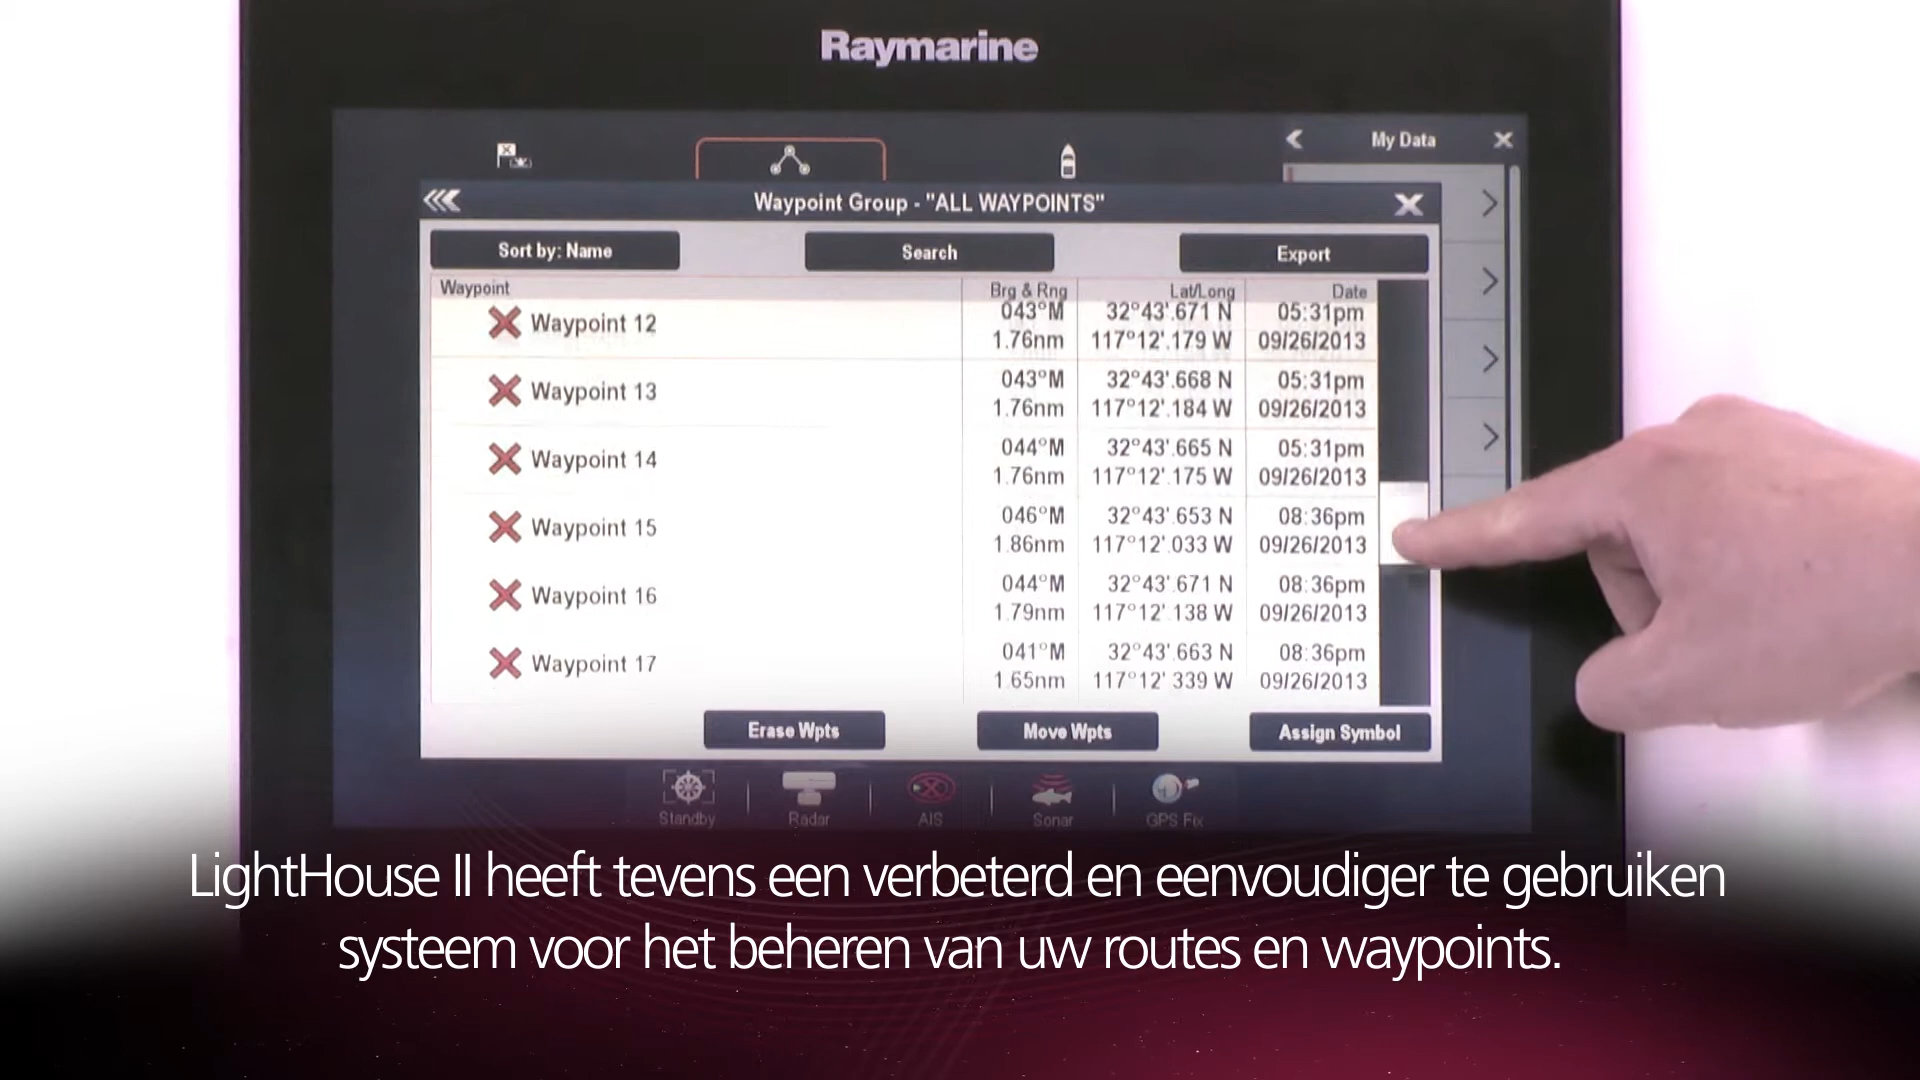 Raymarine
My Data
Waypoint Group - "ALL WAYPOINTS"
Sort by: Name
Search
Export
Waypoint
Brg & Rng
Lat/Long
Date
Waypoint 12
043°M
32°43'.671 N
05:31pm
1.76nm
117°12'.179 W
09/26/2013
Waypoint 13
043°M
32°43'.668 N
05:31pm
1.76nm
117°12'.184 W
09/26/2013
Waypoint 14
044°M
32°43'.665 N
05:31pm
1.76nm
117°12'.175 W
09/26/2013
Waypoint 15
046°M
32°43'.653 N
08:36pm
1.86nm
117°12'.033 W
09/26/2013
Waypoint 16
044°M
32°43'.671 N
08:36pm
1.79nm
117°12'.138 W
09/26/2013
Waypoint 17
041°M
32°43'.663 N
08:36pm
1.65nm
117°12'.339 W
09/26/2013
Erase Wpts
Move Wpts
Assign Symbol
Standby
Radar
AIS
Sonar
GPS Fix
LightHouse II heeft tevens een verbeterd en eenvoudiger te gebruiken
systeem voor het beheren van uw routes en waypoints.